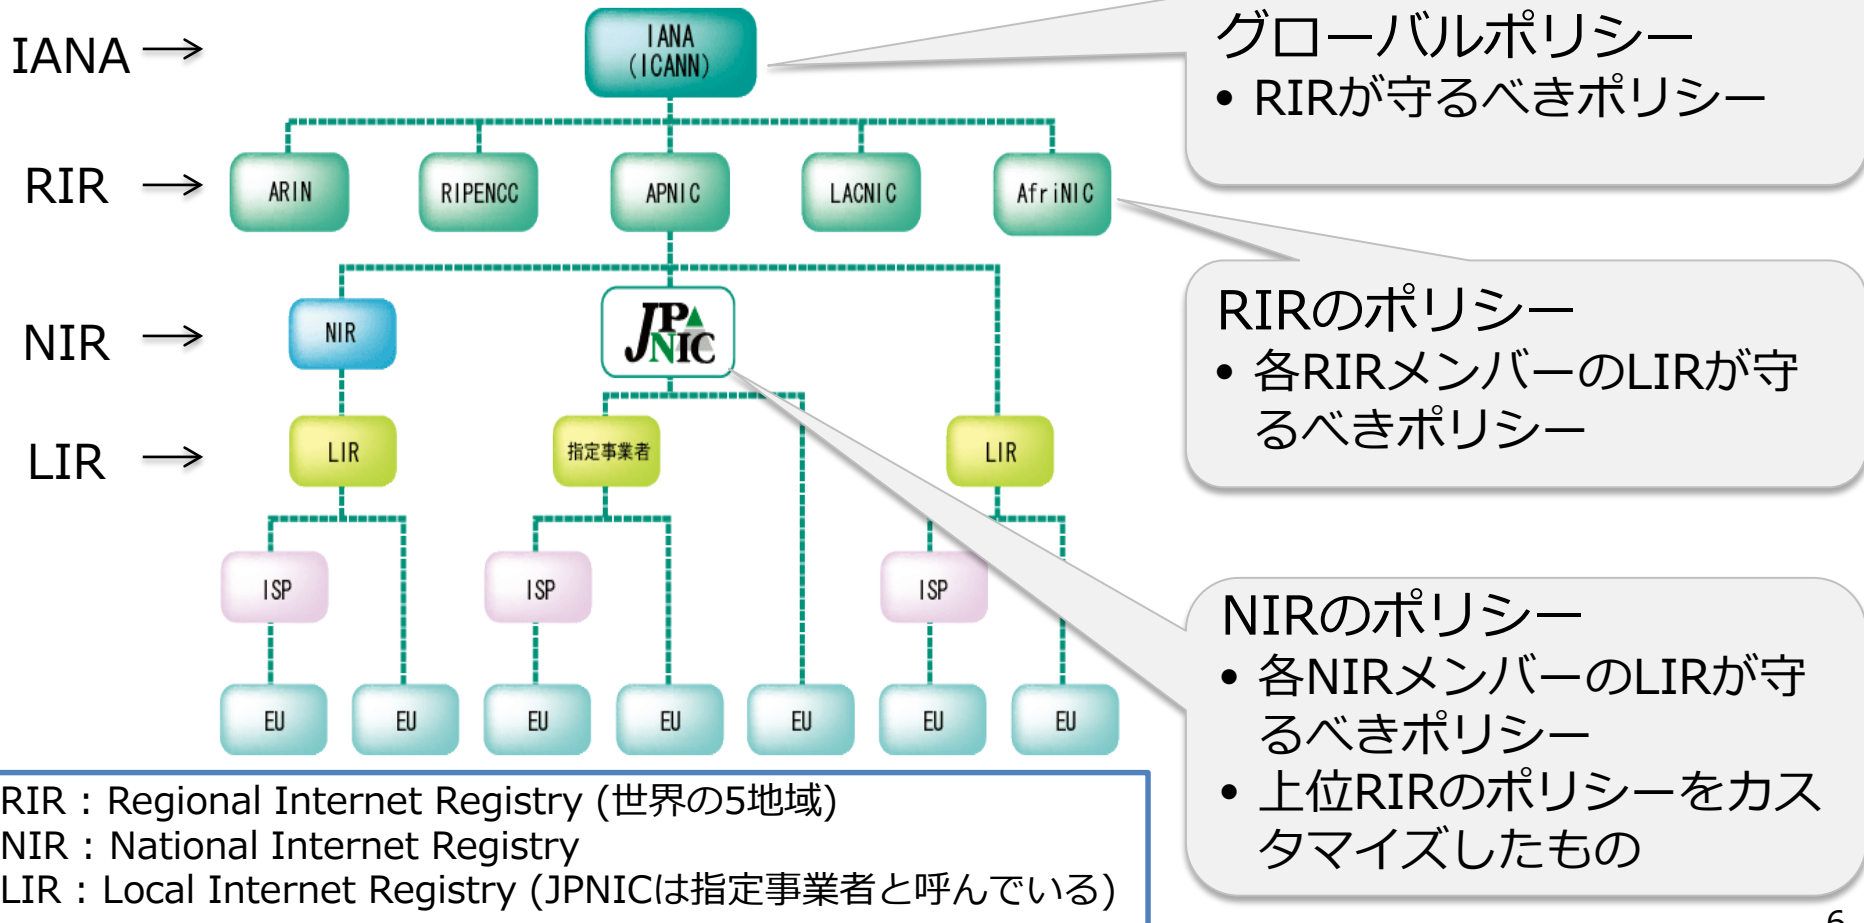 IANA →
IANA
(ICANN)
グローバルポリシー
• RIRが守るべきポリシー
RIR →
ARIN
RIPENCC
APNIC
LACNIC
AfriNIC
RIRのポリシー
• 各RIRメンバーのLIRが守
るべきポリシー
NIR →
NIR
JPNIC
LIR →
LIR
指定事業者
LIR
ISP
ISP
ISP
NIRのポリシー
• 各NIRメンバーのLIRが守
るべきポリシー
• 上位RIRのポリシーをカス
タマイズしたもの
EU
EU
EU
EU
EU
EU
EU
RIR : Regional Internet Registry (世界の5地域)
NIR : National Internet Registry
LIR : Local Internet Registry (JPNICは指定事業者と呼んでいる)